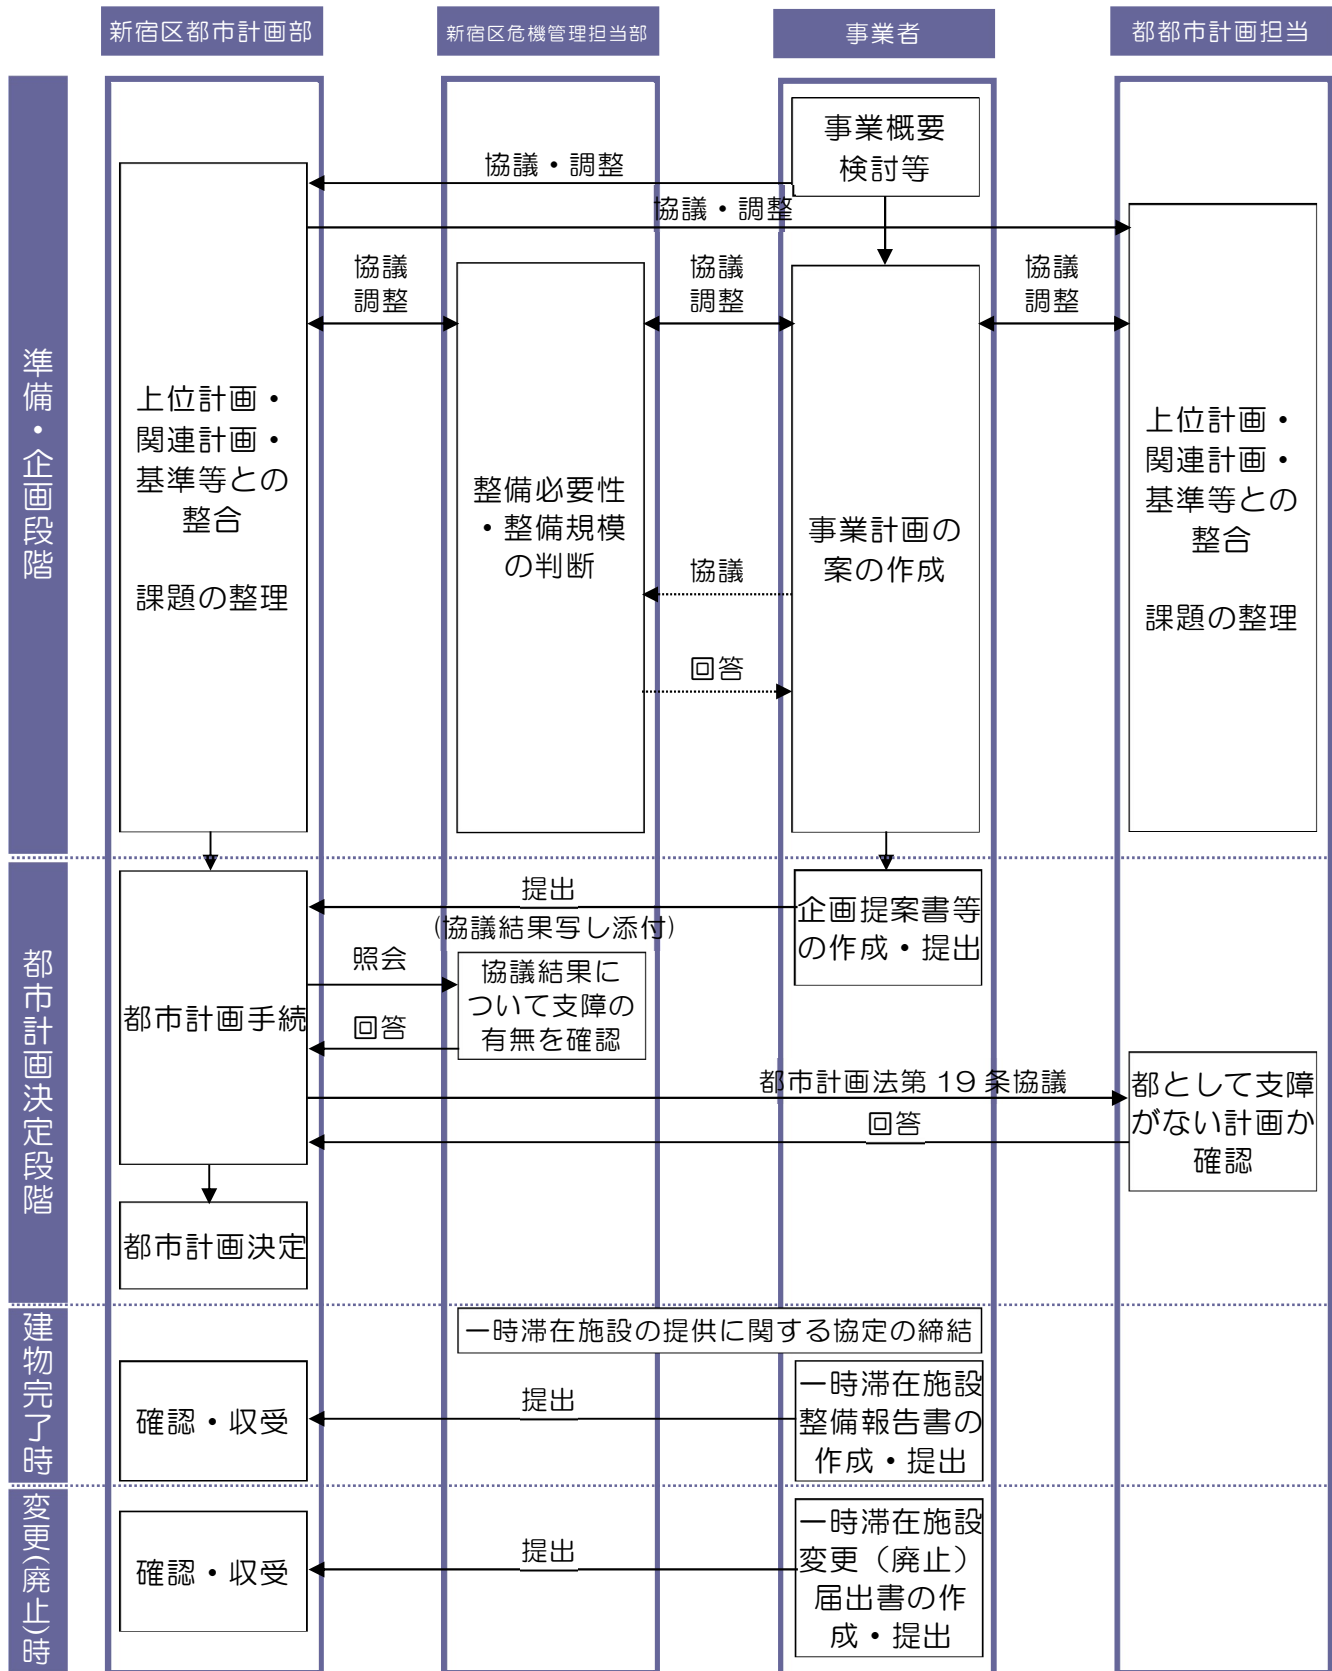 新宿区都市計画部
新宿区危機管理担当部
事業者
都都市計画担当
準備・企画段階
事業概要
検討等
協議・調整
協議・調整
協議
調整
協議
調整
協議
調整
上位計画・
関連計画・
基準等との
整合
課題の整理
整備必要性
・整備規模
の判断
事業計画の
案の作成
上位計画・
関連計画・
基準等との
整合
課題の整理
協議
回答
都市計画決定段階
提出
(協議結果写し添付)
企画提案書等
の作成・提出
照会
協議結果に
ついて支障の
有無を確認
都市計画手続
回答
都市計画法第 19 条協議
都として支障
がない計画か
確認
回答
都市計画決定
建物完了時
一時滞在施設の提供に関する協定の締結
確認・収受
提出
一時滞在施設
整備報告書の
作成・提出
変更(廃止)時
確認・収受
提出
一時滞在施設
変更（廃止）
届出書の作
成・提出